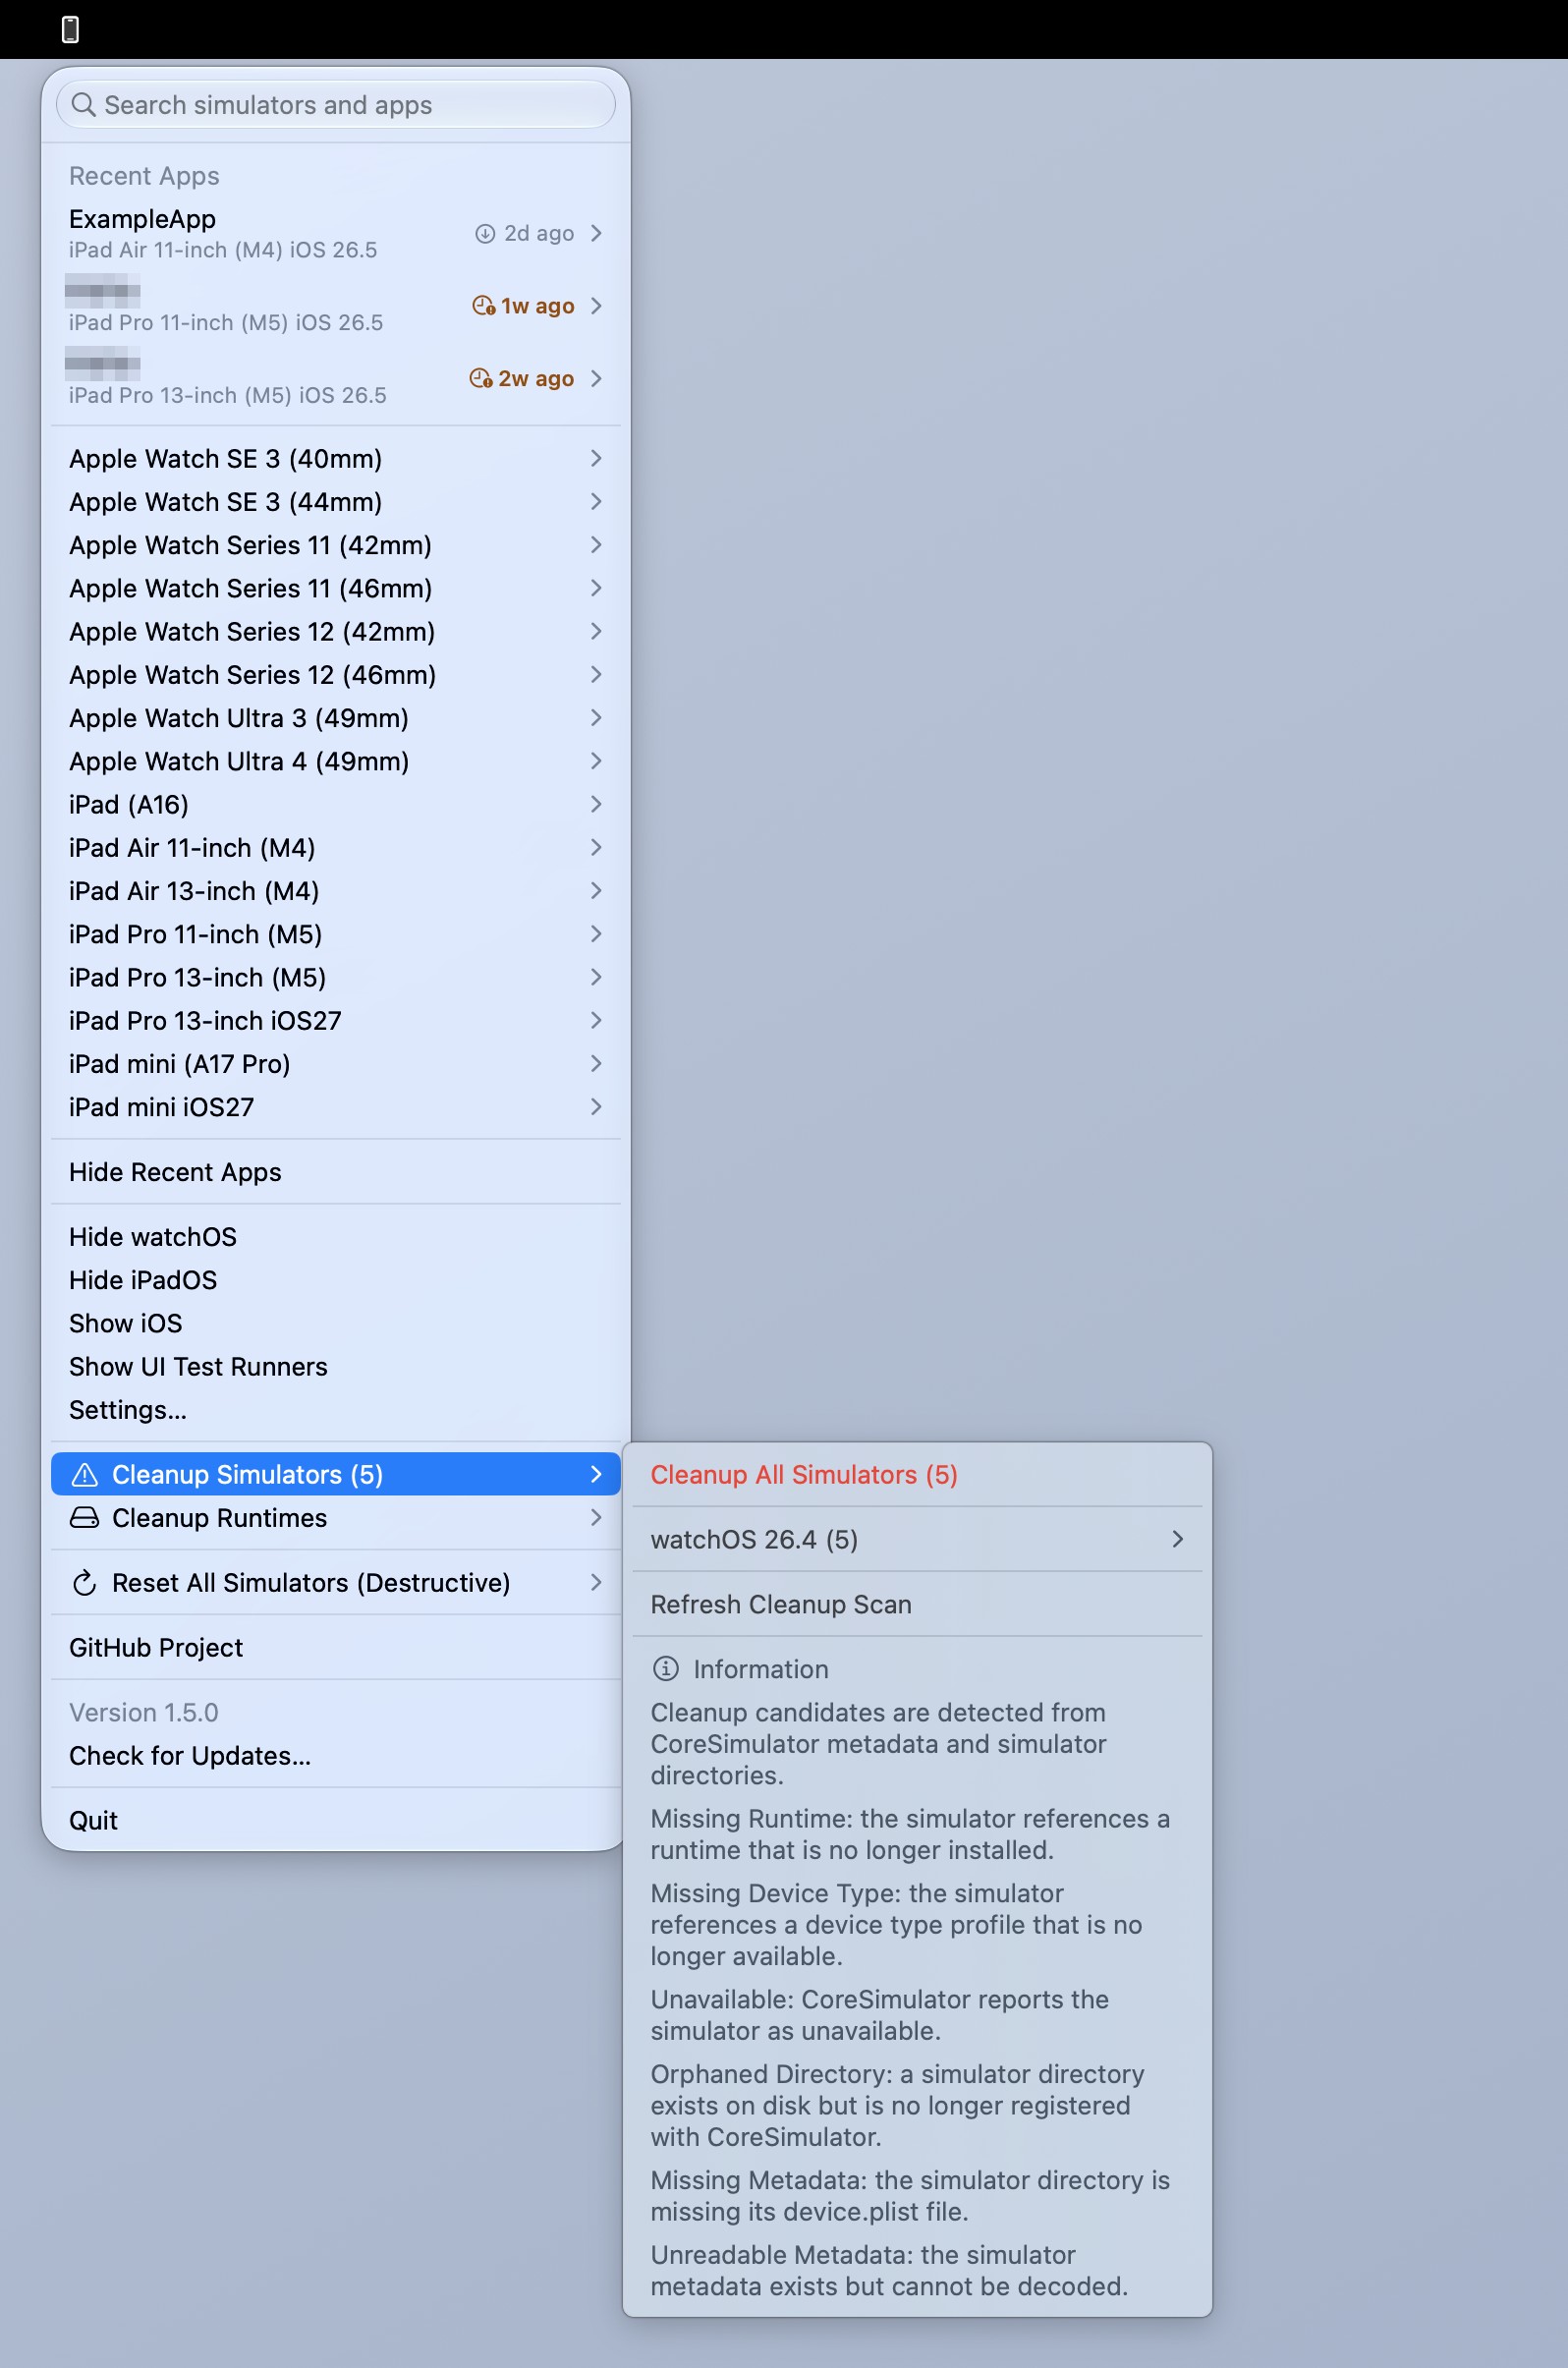 Search simulators and apps
Recent Apps
ExampleApp
2d ago
iPad Air 11-inch (M4) iOS 26.5
1w ago
iPad Pro 11-inch (M5) iOS 26.5
2w ago
iPad Pro 13-inch (M5) iOS 26.5
Apple Watch SE 3 (40mm)
Apple Watch SE 3 (44mm)
Apple Watch Series 11 (42mm)
Apple Watch Series 11 (46mm)
Apple Watch Series 12 (42mm)
Apple Watch Series 12 (46mm)
Apple Watch Ultra 3 (49mm)
Apple Watch Ultra 4 (49mm)
iPad (A16)
iPad Air 11-inch (M4)
iPad Air 13-inch (M4)
iPad Pro 11-inch (M5)
iPad Pro 13-inch (M5)
iPad Pro 13-inch iOS27
iPad mini (A17 Pro)
iPad mini iOS27
Hide Recent Apps
Hide watchOS
Hide iPadOS
Show iOS
Show UI Test Runners
Settings...
Cleanup Simulators (5)
Cleanup Runtimes
Reset All Simulators (Destructive)
GitHub Project
Version 1.5.0
Check for Updates...
Quit
Cleanup All Simulators (5)
watchOS 26.4 (5)
Refresh Cleanup Scan
Information
Cleanup candidates are detected from
CoreSimulator metadata and simulator
directories.
Missing Runtime: the simulator references a
runtime that is no longer installed.
Missing Device Type: the simulator
references a device type profile that is no
longer available.
Unavailable: CoreSimulator reports the
simulator as unavailable.
Orphaned Directory: a simulator directory
exists on disk but is no longer registered
with CoreSimulator.
Missing Metadata: the simulator directory is
missing its device.plist file.
Unreadable Metadata: the simulator
metadata exists but cannot be decoded.